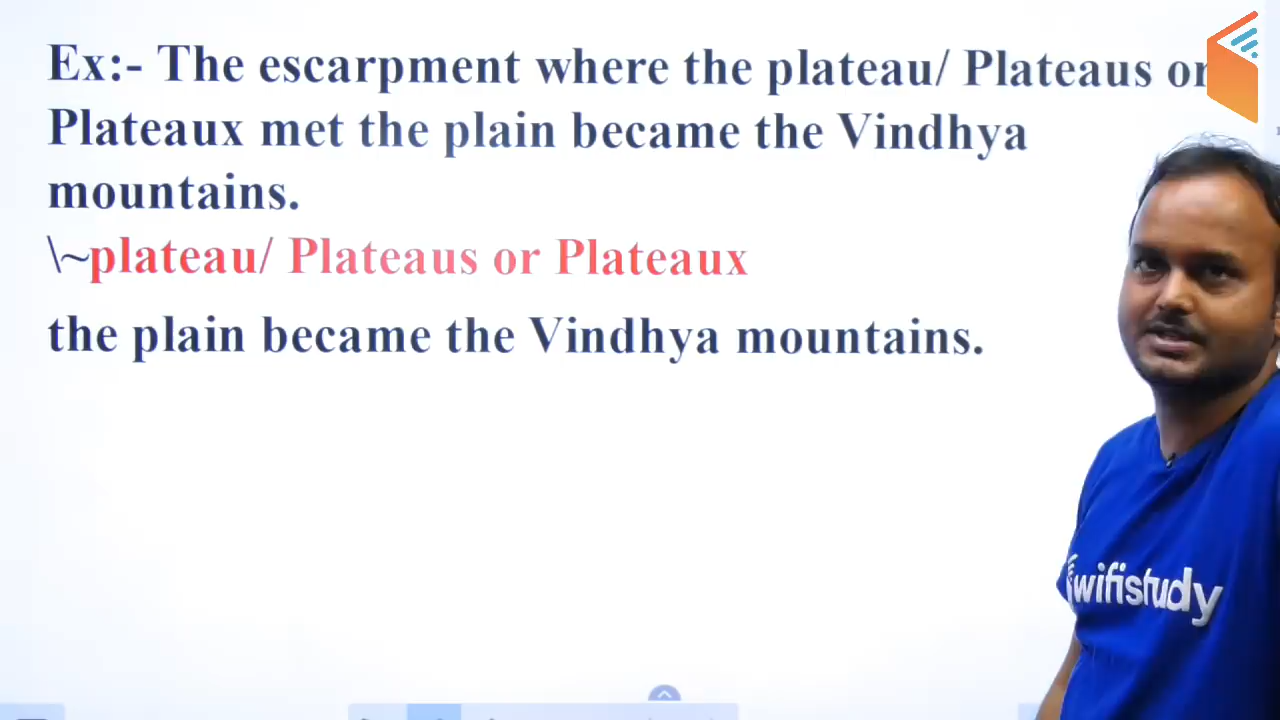 Ex:- The escarpment where the plateau/ Plateaus or
Plateaux met the plain became the Vindhya
mountains.
\~plateau/ Plateaus or Plateaux
the plain became the Vindhya mountains.
wifistudy